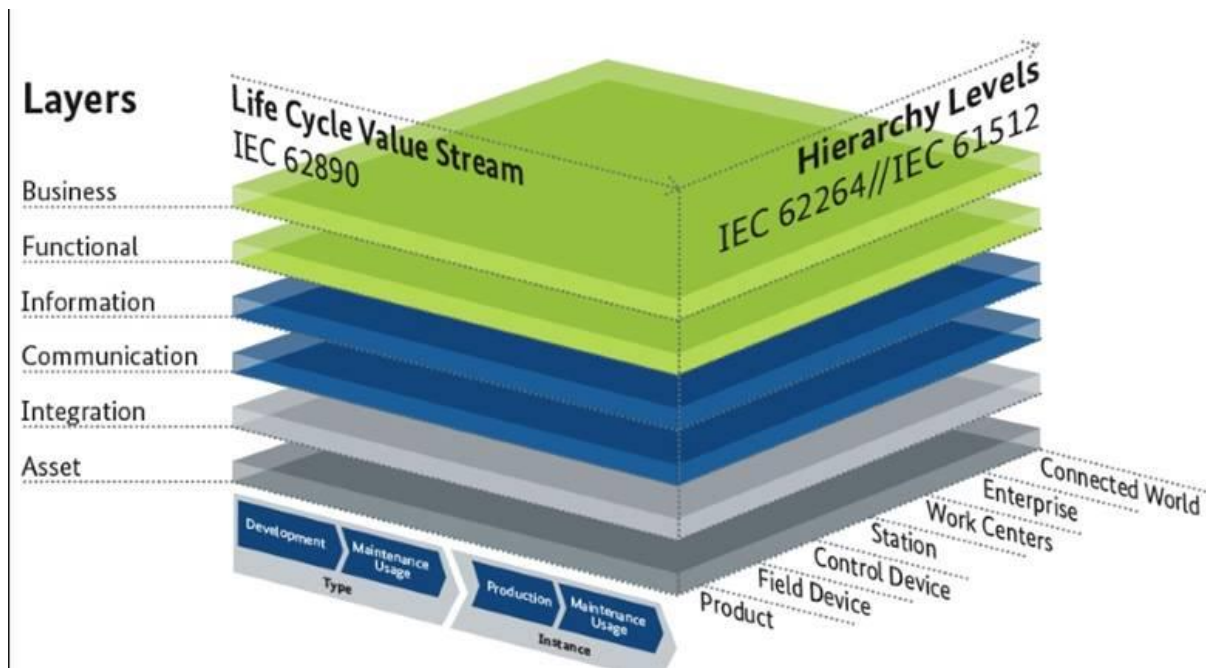 Layers
Life Cycle Value Stream
IEC 62890
Hierarchy Levels
IEC 62264//IEC 61512
Business
Functional
Information
Communication
Integration
Asset
Development
Maintenance
Usage
Type
Production
Maintenance
Usage
Instance
Product
Field Device
Control Device
Station
Work Centers
Enterprise
Connected World